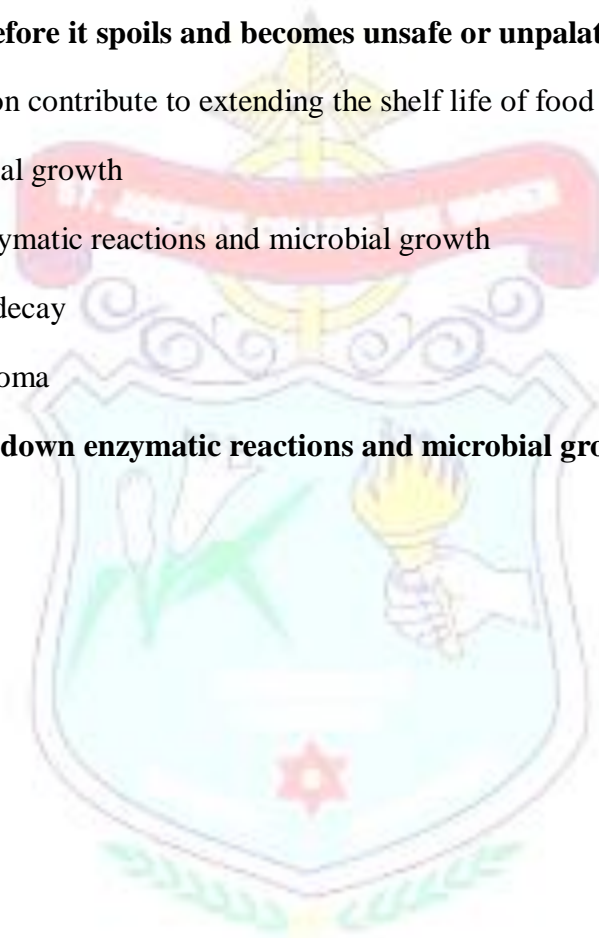 efore it spoils and becomes unsafe or unpalat
on contribute to extending the shelf life of food
al growth
ymatic reactions and microbial growth
decay
oma
down enzymatic reactions and microbial gro